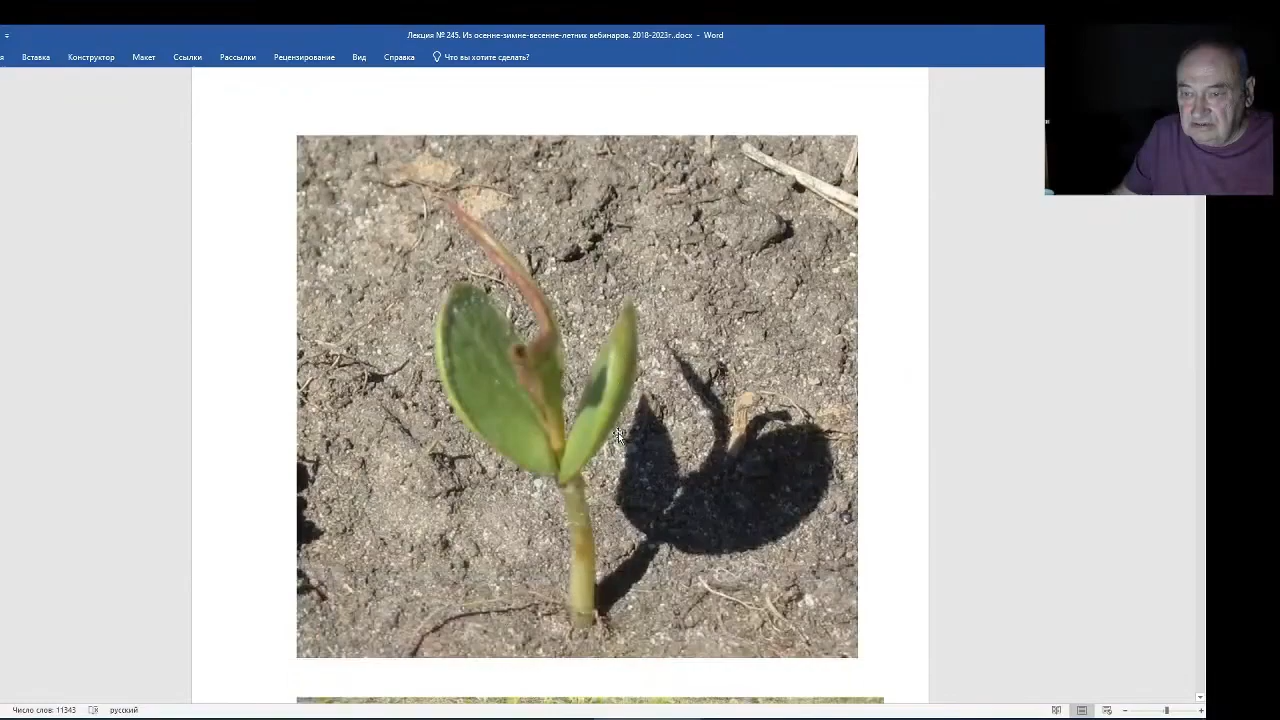 Лекция № 245. Из осенне-зимне-весенне-летних вебинаров. 2018-2023г..docx - Word
я Вставка Конструктор Макет Ссылки Рассылки Рецензирование Вид Справка Что вы хотите сделать?
Число слов: 11343 русский